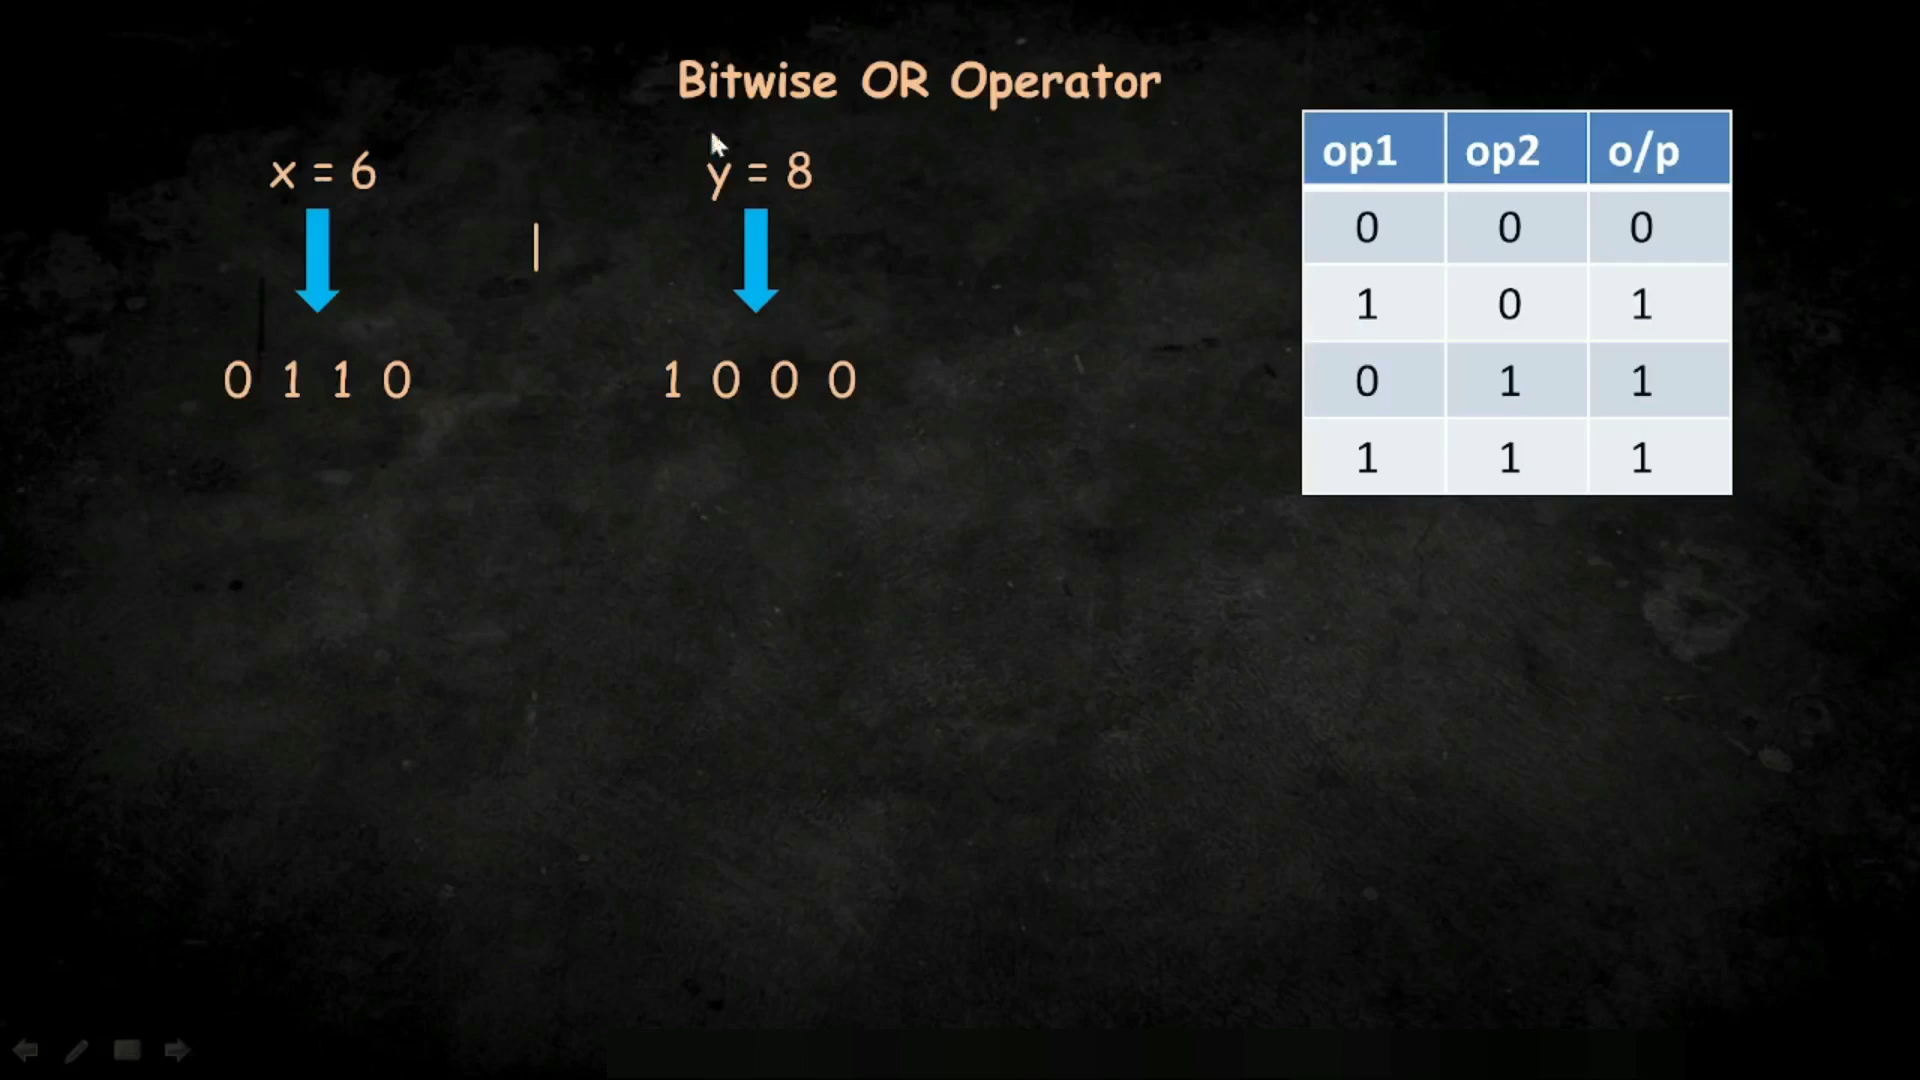 Bitwise OR Operator
x = 6
|
y = 8
0 1 1 0
1 0 0 0
op1 op2 o/p
0 0 0
1 0 1
0 1 1
1 1 1